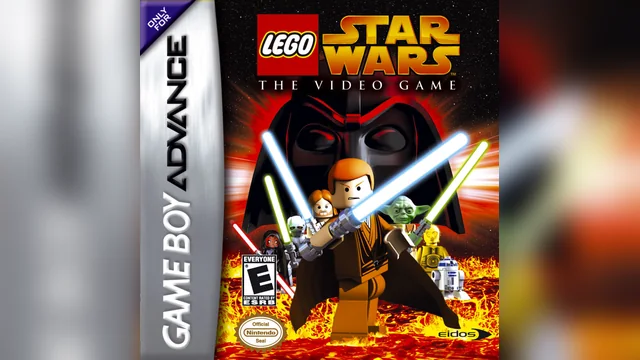 ONLY
FOR
GAME BOY ADVANCE
LEGO
STAR
WARS
™
THE VIDEO GAME
EVERYONE
E
CONTENT RATED BY
ESRB
Official
Nintendo
Seal
eidos